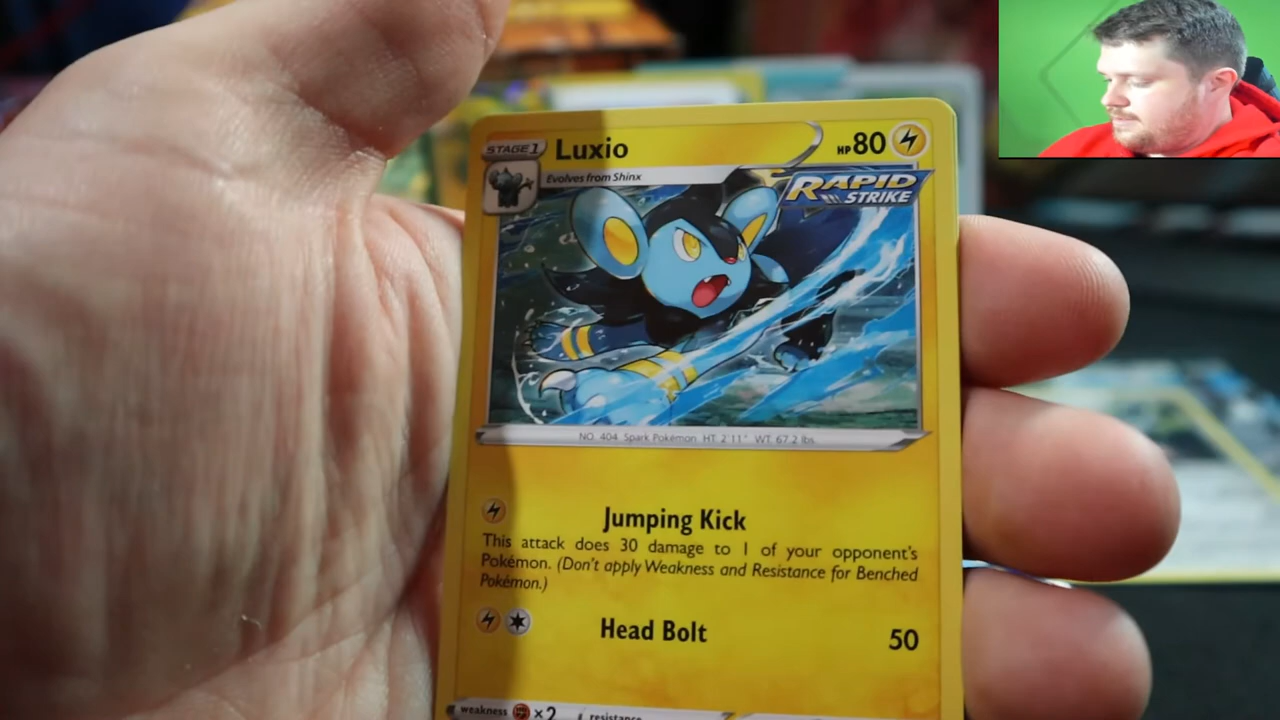 STAGE 1 Luxio HP 80
Evolves from Shinx
RAPID
STRIKE
NO. 404 Spark Pokémon HT: 2'11" WT: 67.2 lbs.
Jumping Kick
This attack does 30 damage to 1 of your opponent's
Pokémon. (Don't apply Weakness and Resistance for Benched
Pokémon.)
Head Bolt 50
weakness ×2 resistance